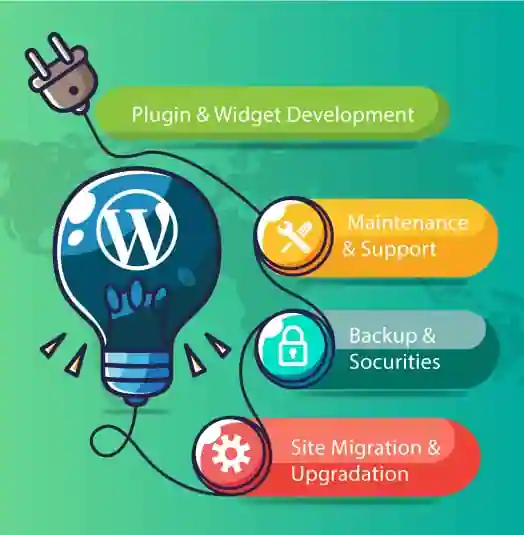 Plugin & Widget Development
W
Maintenance
& Support
Backup &
Socurities
Site Migration &
Upgradation